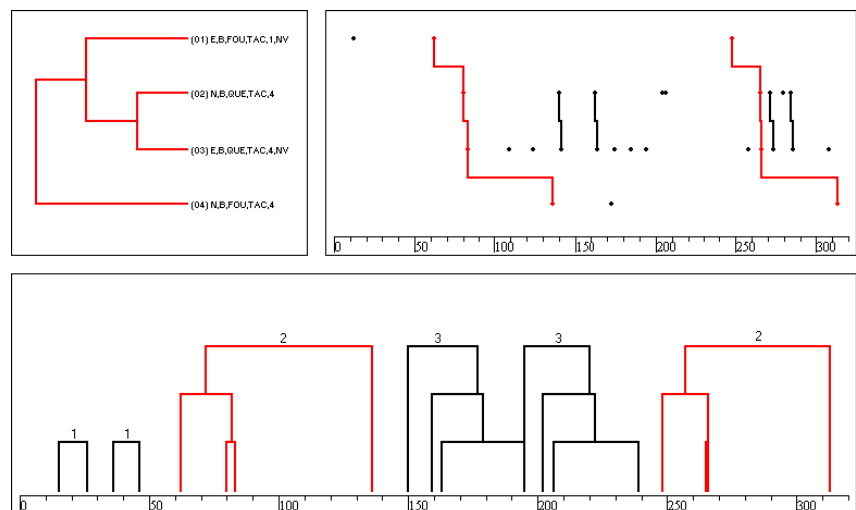 (01) E,B,FOU,TAC,1,NV
(02) N,B,QUE,TAC,4
(03) E,B,QUE,TAC,4,NV
(04) N,B,FOU,TAC,4
0 50 100 150 200 250 300
2 3 3 2
1 1
0 50 100 150 200 250 300